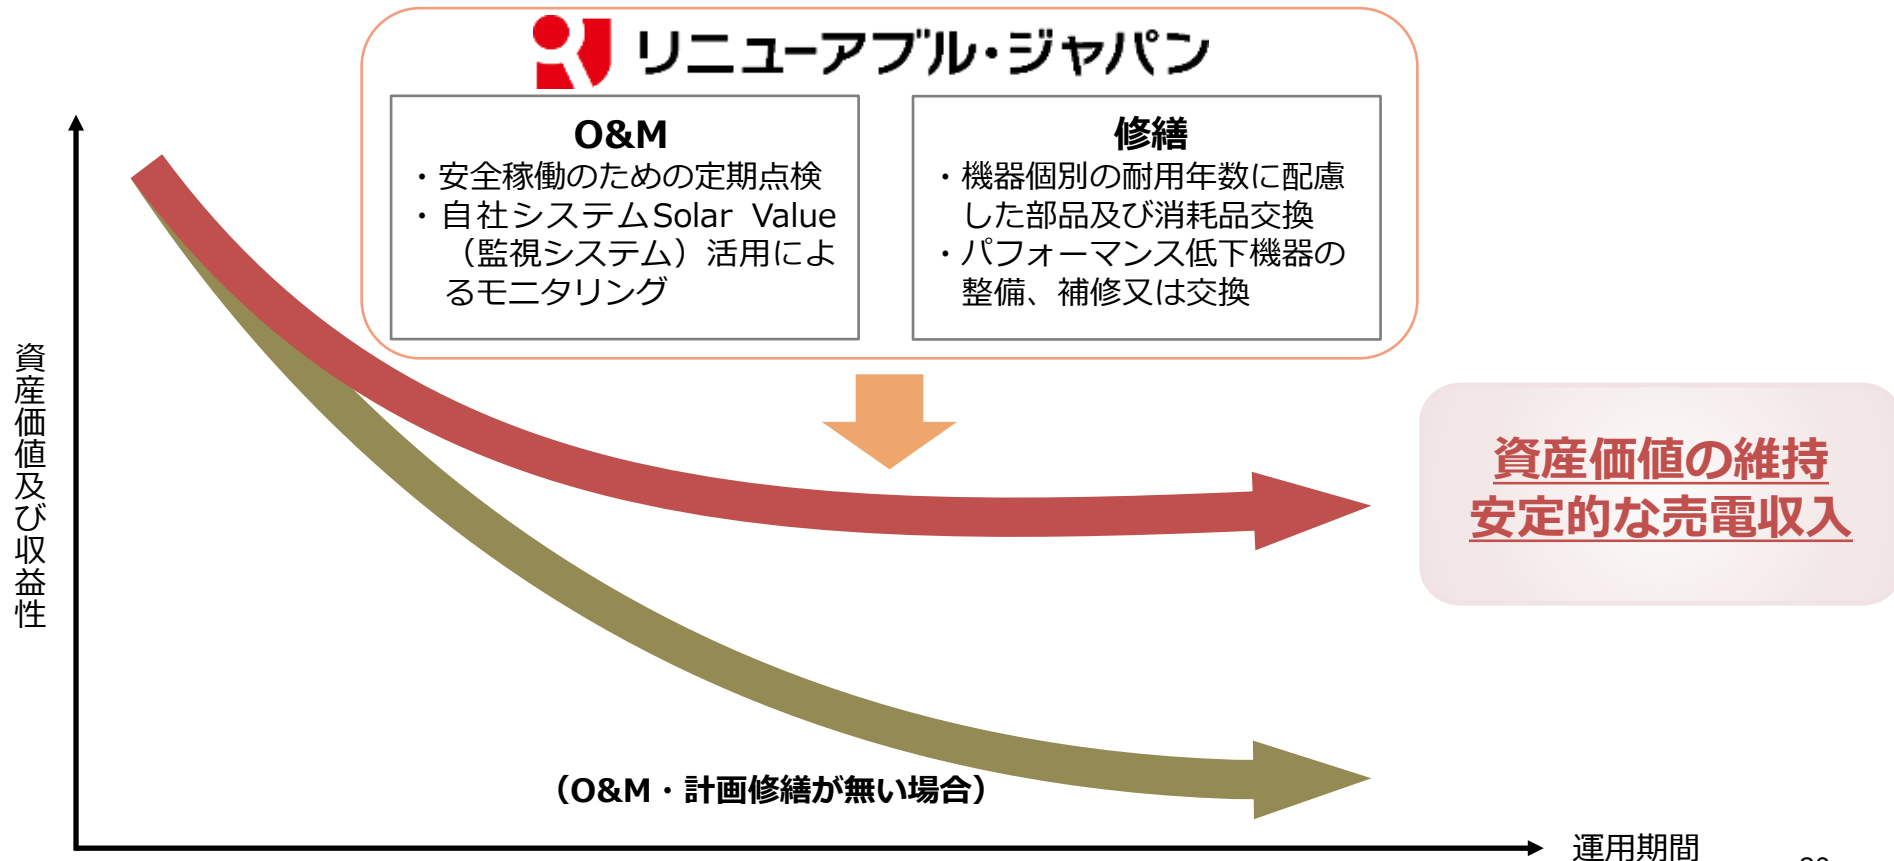 リニューアブル・ジャパン
O&M
・安全稼働のための定期点検
・自社システムSolar Value
（監視システム）活用によ
るモニタリング
修繕
・機器個別の耐用年数に配慮
した部品及び消耗品交換
・パフォーマンス低下機器の
整備、補修又は交換
資産価値及び収益性
資産価値の維持
安定的な売電収入
（O&M・計画修繕が無い場合）
運用期間